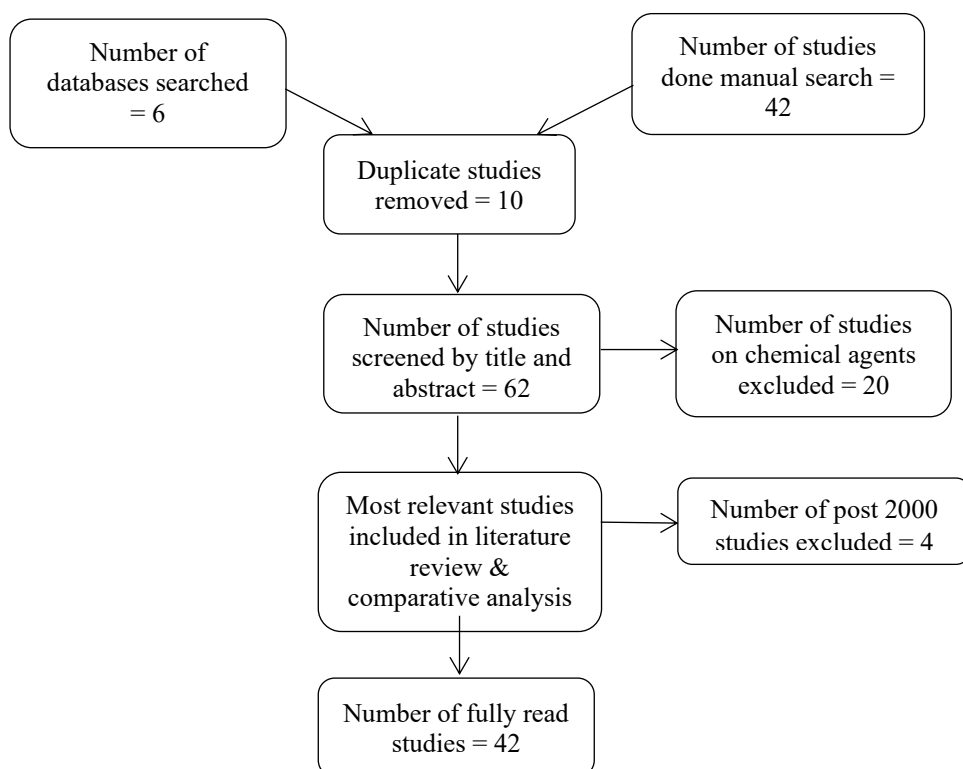 Number of
databases searched
= 6
Number of studies
done manual search =
42
Duplicate studies
removed = 10
Number of studies
screened by title and
abstract = 62
Number of studies
on chemical agents
excluded = 20
Most relevant studies
included in literature
review &
comparative analysis
Number of post 2000
studies excluded = 4
Number of fully read
studies = 42